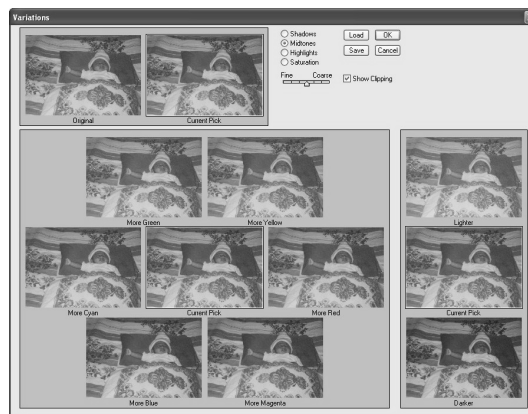 Variations
Original
Current Pick
Shadows
Midtones
Highlights
Saturation
Fine Coarse
Load OK
Save Cancel
Show Clipping
More Green
More Yellow
Lighter
More Cyan
Current Pick
More Red
Current Pick
More Blue
More Magenta
Darker